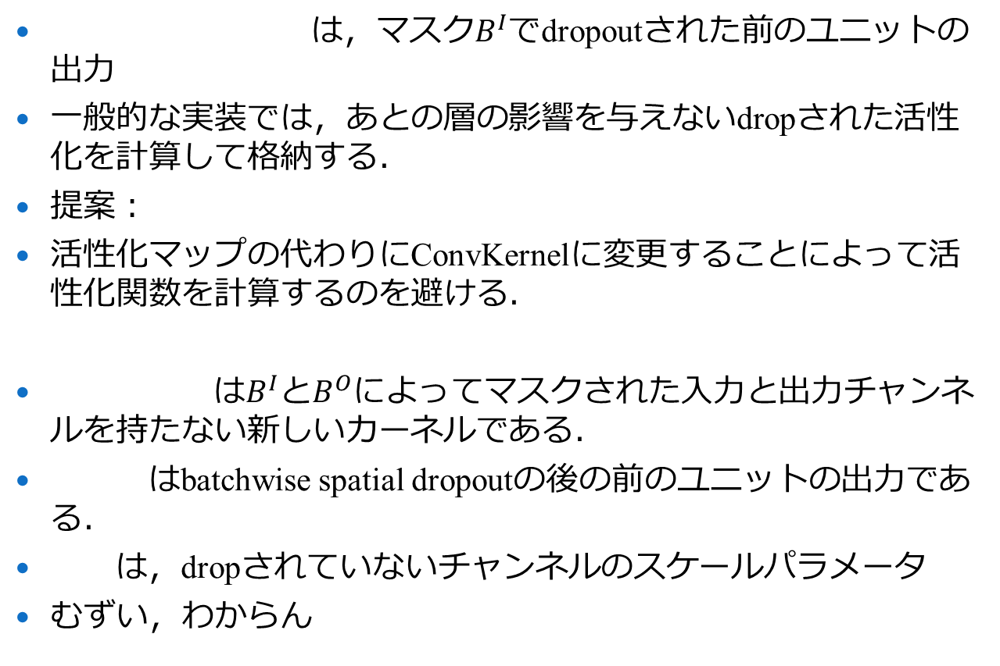 • は，マスクB^Iでdropoutされた前のユニットの
出力
• 一般的な実装では，あとの層の影響を与えないdropされた活性
化を計算して格納する．
• 提案：
• 活性化マップの代わりにConvKernelに変更することによって活
性化関数を計算するのを避ける．
• はB^IとB^Oによってマスクされた入力と出力チャンネ
ルを持たない新しいカーネルである．
• はbatchwise spatial dropoutの後の前のユニットの出力であ
る．
• は，dropされていないチャンネルのスケールパラメータ
• むずい，わからん